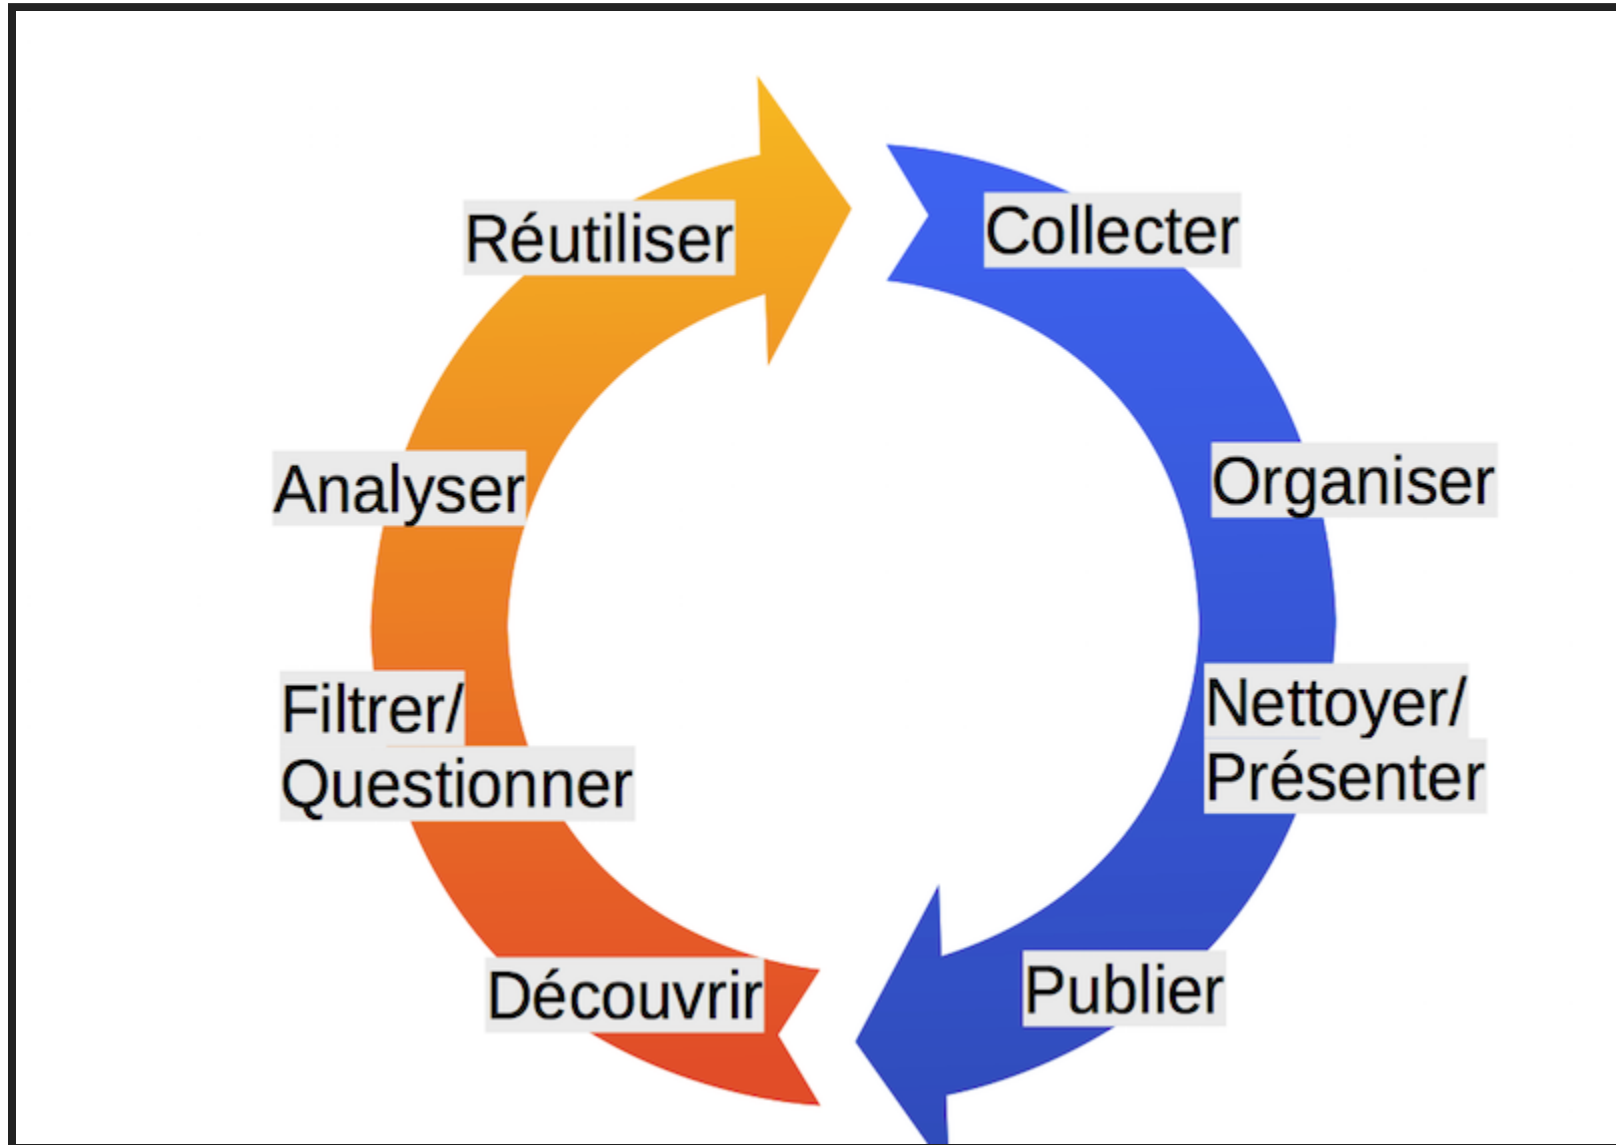 Réutiliser
Collecter
Analyser
Organiser
Filtrer/
Questionner
Nettoyer/
Présenter
Découvrir
Publier